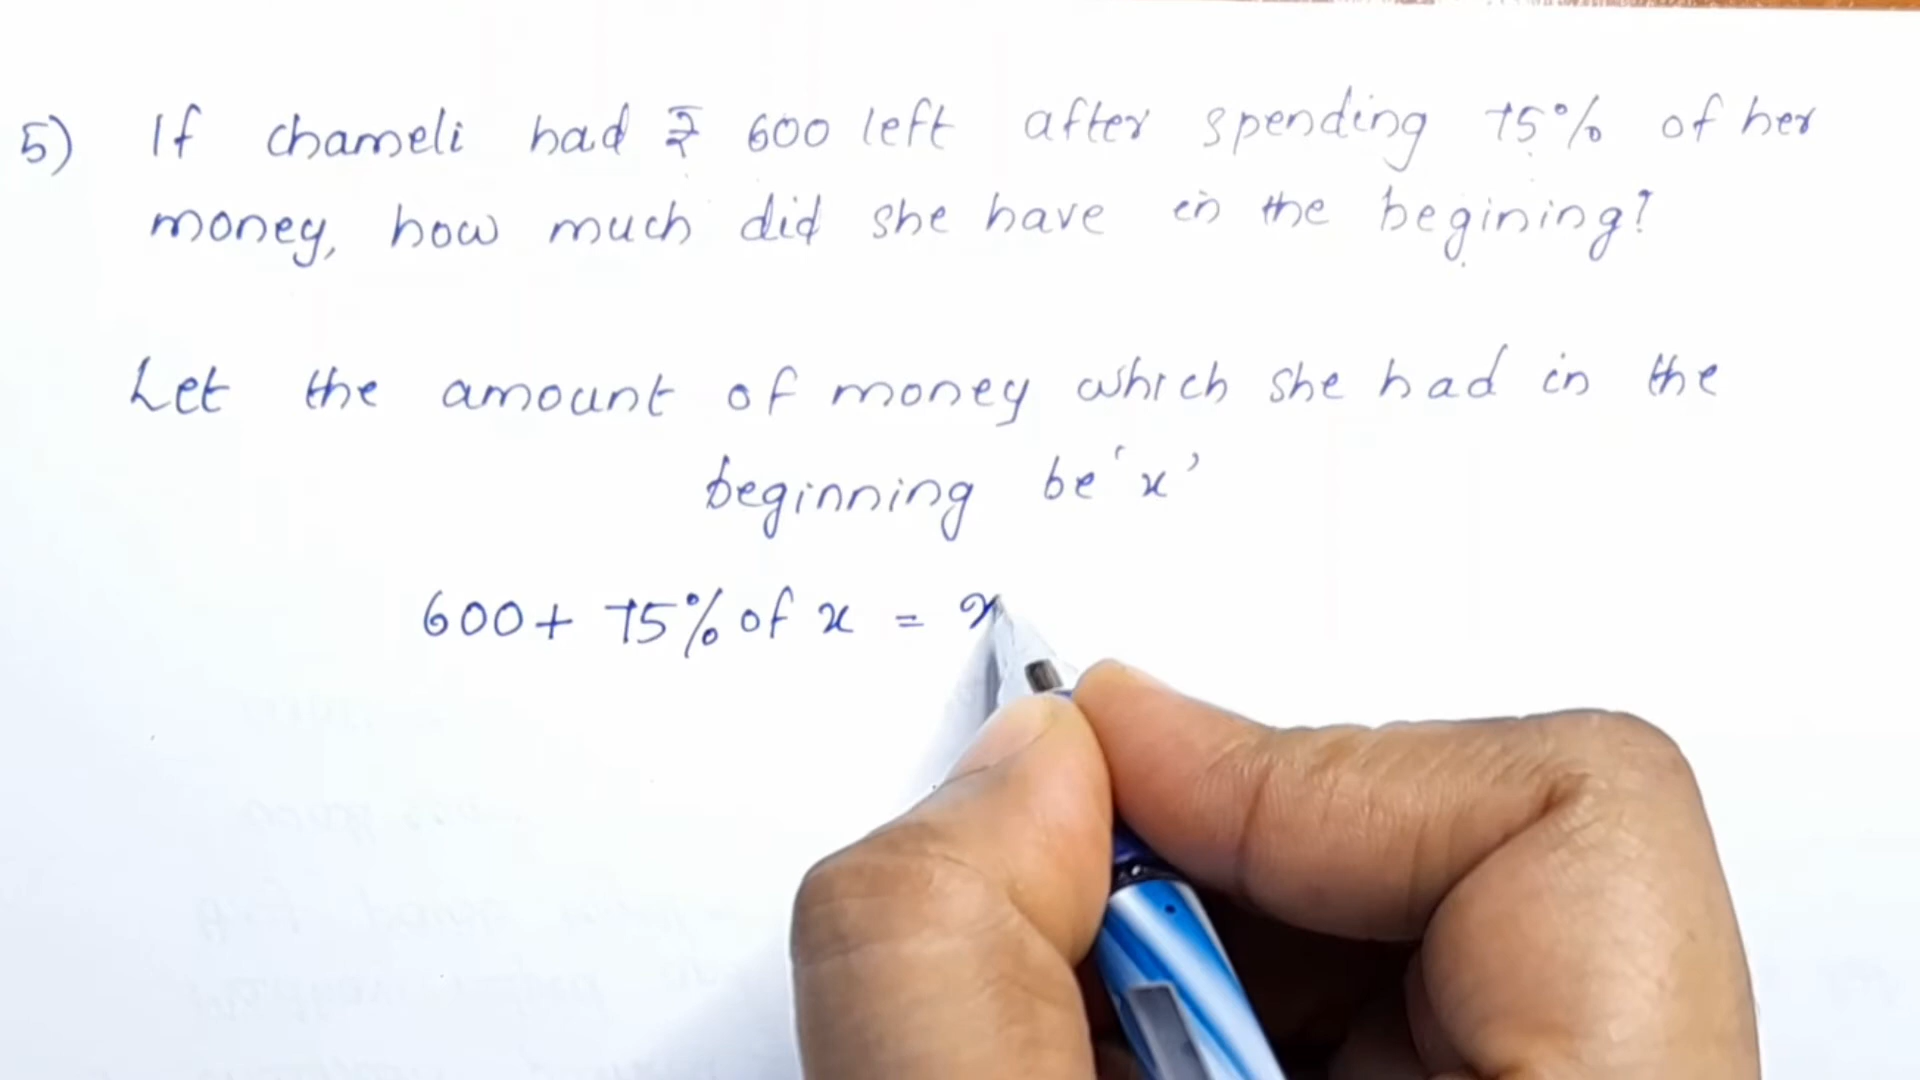 5) If chameli had ₹ 600 left after spending 75% of her
money, how much did she have in the begining?
Let the amount of money which she had in the
beginning be 'x'
600 + 75% of x = x